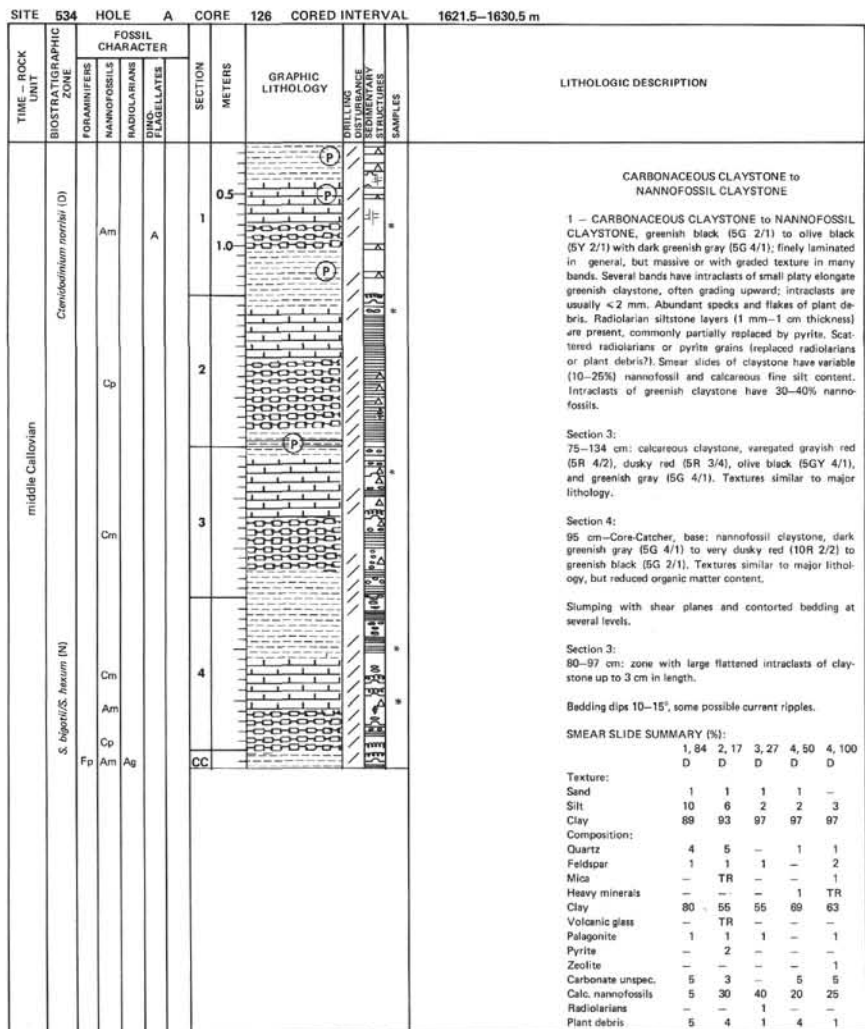 SITE 534 HOLE A CORE 126 CORED INTERVAL 1621.5–1630.5 m
TIME – ROCK UNIT
BIOSTRATIGRAPHIC ZONE
FOSSIL CHARACTER
FORAMINIFERS
NANNOFOSSILS
RADIOLARIANS
DINO-FLAGELLATES
SECTION
METERS
GRAPHIC LITHOLOGY
DRILLING DISTURBANCE
SEDIMENTARY STRUCTURES
SAMPLES
LITHOLOGIC DESCRIPTION
middle Callovian
Ctenidodinium norrisii (D)
S. bigotii/S. hexum (N)
Am
A
Cp
Cm
Cm
Am
Cp
Fp Am Ag
1
0.5
1.0
2
3
4
CC
P
P
P
P
*
*
*
*
*
CARBONACEOUS CLAYSTONE to
NANNOFOSSIL CLAYSTONE
1 – CARBONACEOUS CLAYSTONE to NANNOFOSSIL
CLAYSTONE, greenish black (5G 2/1) to olive black
(5Y 2/1) with dark greenish gray (5G 4/1); finely laminated
in general, but massive or with graded texture in many
bands. Several bands have intraclasts of small platy elongate
greenish claystone, often grading upward; intraclasts are
usually < 2 mm. Abundant specks and flakes of plant de-
bris. Radiolarian siltstone layers (1 mm–1 cm thickness)
are present, commonly partially replaced by pyrite. Scat-
tered radiolarians or pyrite grains (replaced radiolarians
or plant debris?). Smear slides of claystone have variable
(10–25%) nannofossil and calcareous fine silt content.
Intraclasts of greenish claystone have 30–40% nanno-
fossils.
Section 3:
75–134 cm: calcareous claystone, varegated grayish red
(5R 4/2), dusky red (5R 3/4), olive black (5GY 4/1),
and greenish gray (5G 4/1). Textures similar to major
lithology.
Section 4:
95 cm–Core-Catcher, base: nannofossil claystone, dark
greenish gray (5G 4/1) to very dusky red (10R 2/2) to
greenish black (5G 2/1). Textures similar to major lithol-
ogy, but reduced organic matter content.
Slumping with shear planes and contorted bedding at
several levels.
Section 3:
80–97 cm: zone with large flattened intraclasts of clay-
stone up to 3 cm in length.
Bedding dips 10–15°, some possible current ripples.
SMEAR SLIDE SUMMARY (%):
1, 84 2, 17 3, 27 4, 50 4, 100
D D D D D
Texture:
Sand 1 1 1 1 –
Silt 10 6 2 2 3
Clay 89 93 97 97 97
Composition:
Quartz 4 5 – 1 1
Feldspar 1 1 1 – 2
Mica – TR – – 1
Heavy minerals – – – 1 TR
Clay 80 55 55 69 63
Volcanic glass – TR – – –
Palagonite 1 1 1 – 1
Pyrite – 2 – – –
Zeolite – – – – 1
Carbonate unspec. 5 3 – 5 5
Calc. nannofossils 5 30 40 20 25
Radiolarians – – 1 – –
Plant debris 5 4 1 4 1